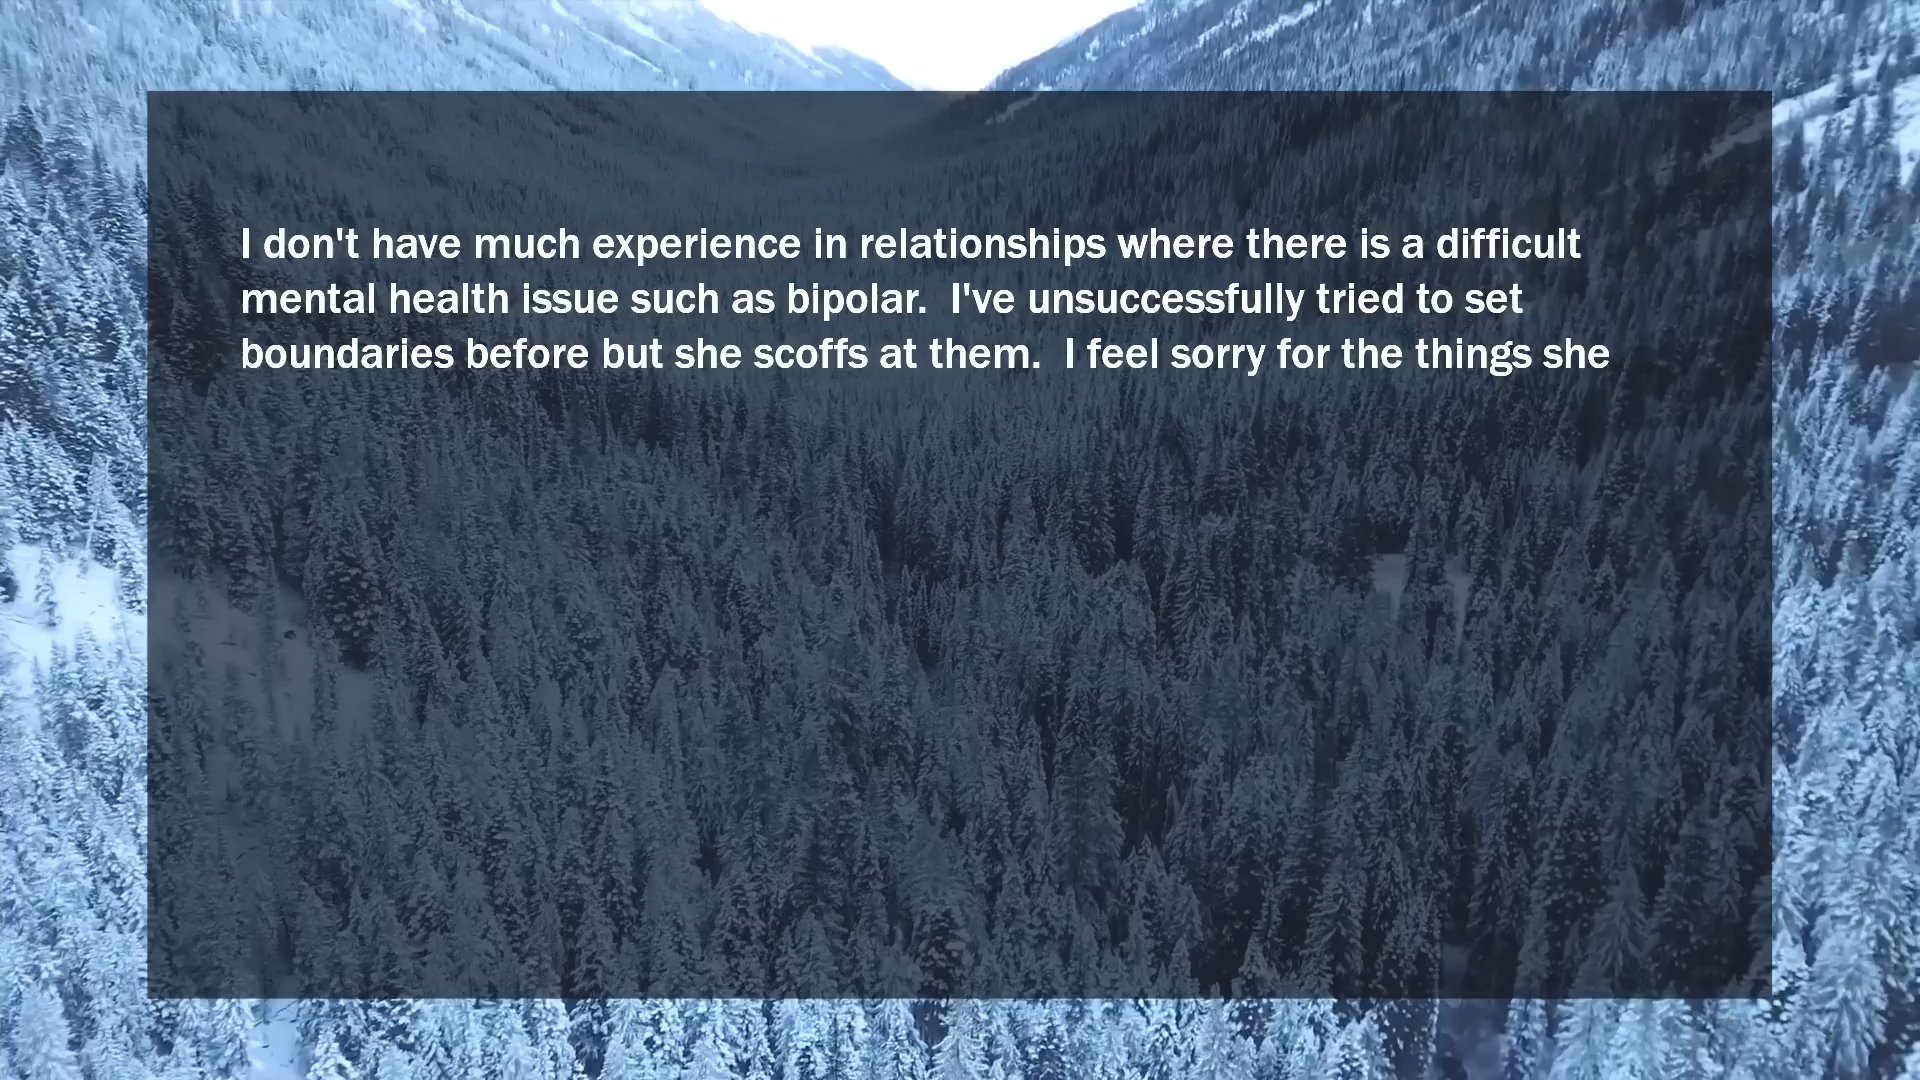 I don't have much experience in relationships where there is a difficult
mental health issue such as bipolar.  I've unsuccessfully tried to set
boundaries before but she scoffs at them.  I feel sorry for the things she